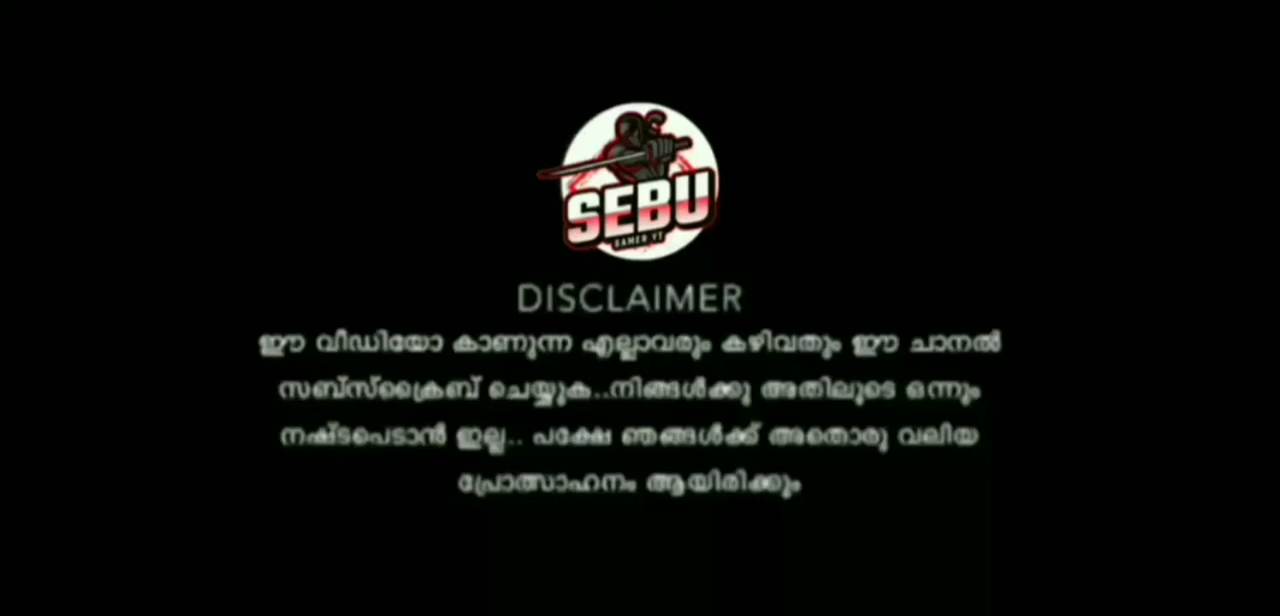 SEBU
GAMER YT
DISCLAIMER
ഈ വീഡിയോ കാണുന്ന എല്ലാവരും കഴിവതും ഈ ചാനൽ
സബ്സ്ക്രൈബ് ചെയ്യുക..നിങ്ങൾക്കു അതിലൂടെ ഒന്നും
നഷ്ടപെടാൻ ഇല്ല.. പക്ഷേ ഞങ്ങൾക്ക് അതൊരു വലിയ
പ്രോത്സാഹനം ആയിരിക്കും